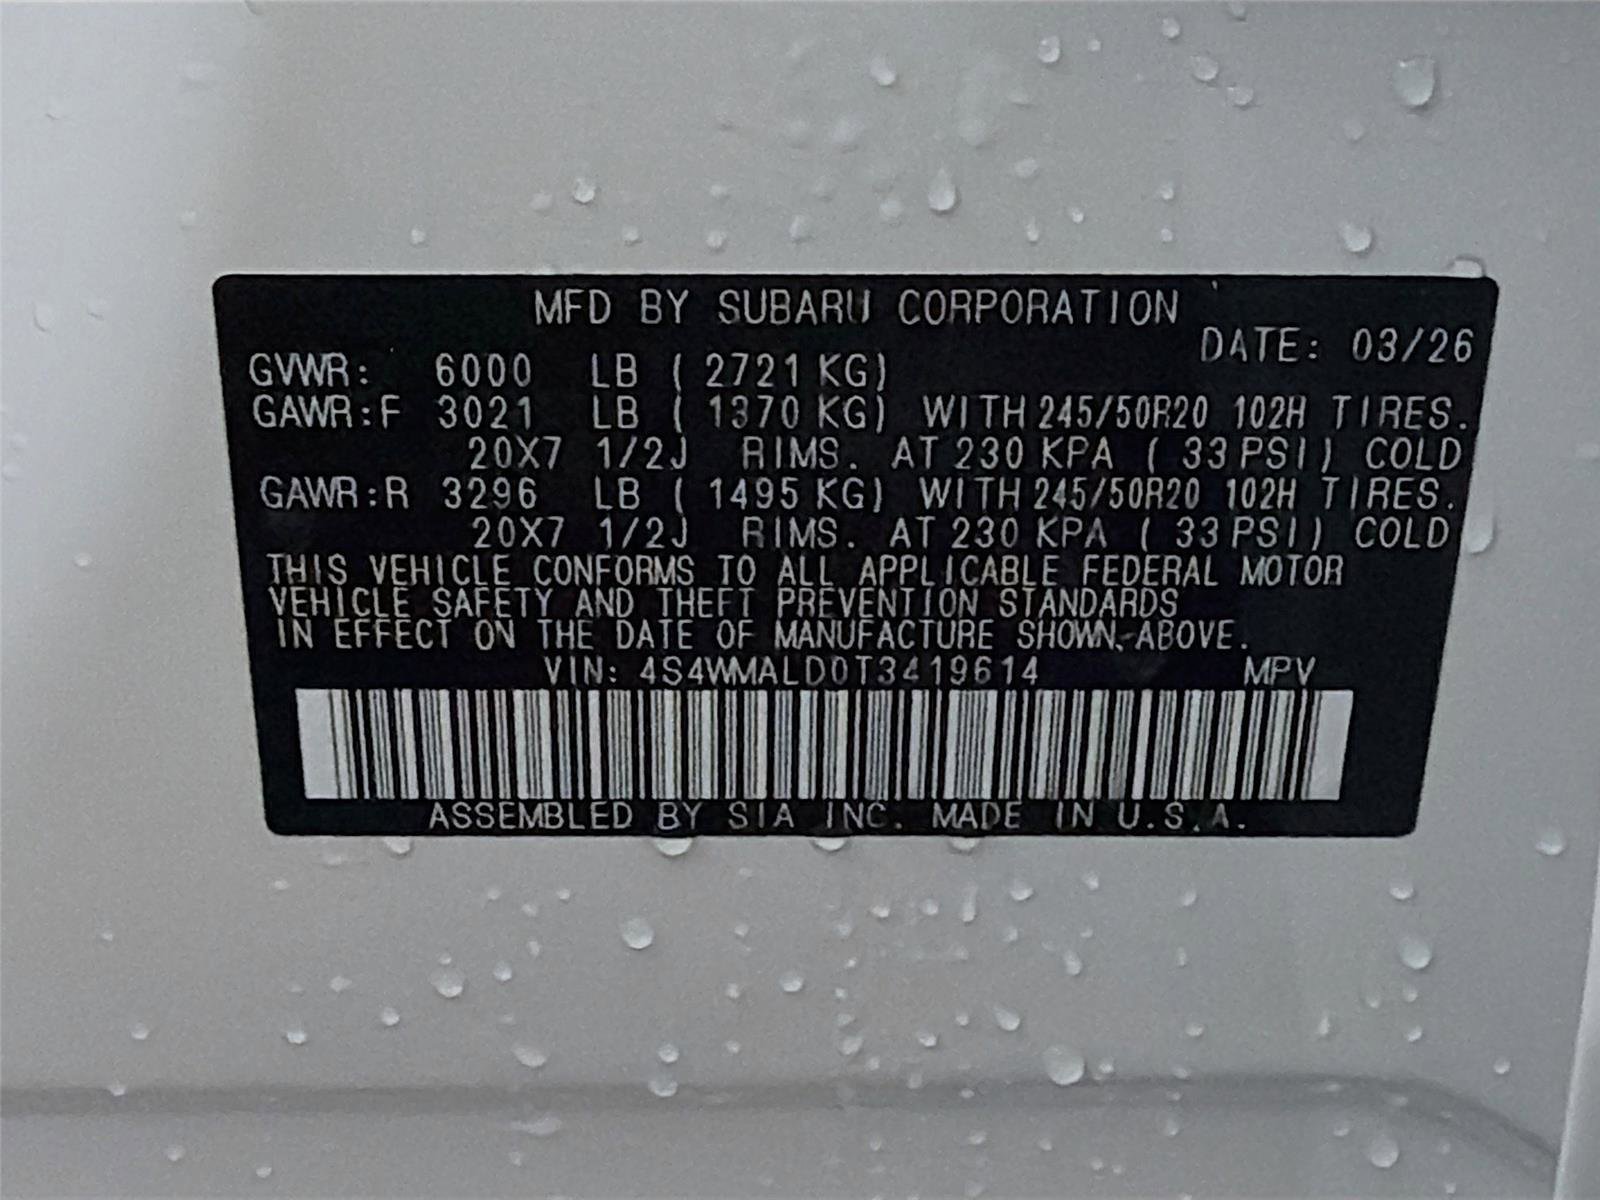 MFD BY SUBARU CORPORATION
DATE: 03/26
GVWR: 6000 LB ( 2721 KG)
GAWR:F 3021 LB ( 1370 KG) WITH 245/50R20 102H TIRES.
20X7 1/2J RIMS. AT 230 KPA ( 33 PSI) COLD
GAWR:R 3296 LB ( 1495 KG) WITH 245/50R20 102H TIRES.
20X7 1/2J RIMS. AT 230 KPA ( 33 PSI) COLD
THIS VEHICLE CONFORMS TO ALL APPLICABLE FEDERAL MOTOR
VEHICLE SAFETY AND THEFT PREVENTION STANDARDS
IN EFFECT ON THE DATE OF MANUFACTURE SHOWN ABOVE.
VIN: 4S4WMALD0T3419614 MPV
ASSEMBLED BY SIA INC. MADE IN U.S.A.